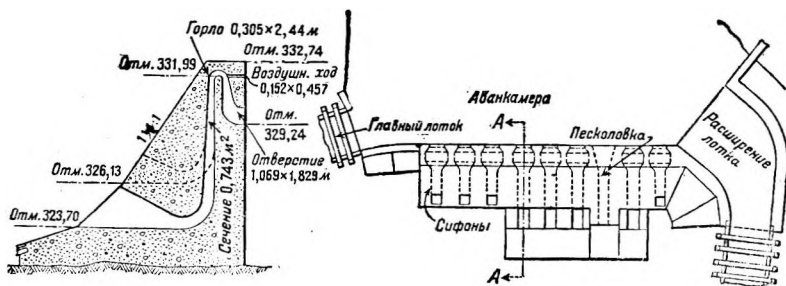 Горло 0,305×2,44 м
Отм. 332,74
Отм. 331,99
Воздушн. ход
0,152×0,457
Отм.
329,24
Отверстие
1,069×1,829 м
Отм. 326,13
Отм. 323,70
Сечение 0,743 м²
Аванкамера
А
Главный лоток
Песколовка
Расширение
лотка
Сифоны
А